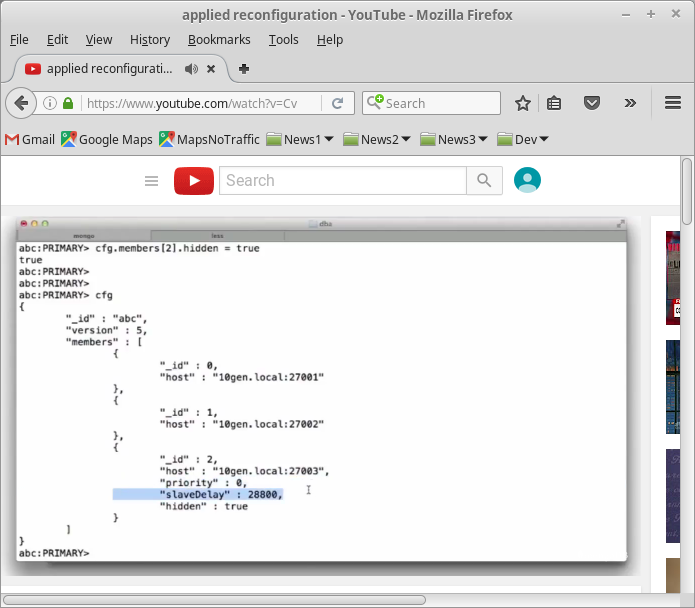 applied reconfiguration - YouTube - Mozilla Firefox
File Edit View History Bookmarks Tools Help
applied reconfigurati...
https://www.youtube.com/watch?v=Cv
Search
Gmail Google Maps MapsNoTraffic News1 News2 News3 Dev
Search
dba
mongo less
abc:PRIMARY> cfg.members[2].hidden = true
true
abc:PRIMARY>
abc:PRIMARY>
abc:PRIMARY> cfg
{
"_id" : "abc",
"version" : 5,
"members" : [
{
"_id" : 0,
"host" : "10gen.local:27001"
},
{
"_id" : 1,
"host" : "10gen.local:27002"
},
{
"_id" : 2,
"host" : "10gen.local:27003",
"priority" : 0,
"slaveDelay" : 28800,
"hidden" : true
}
]
}
abc:PRIMARY>